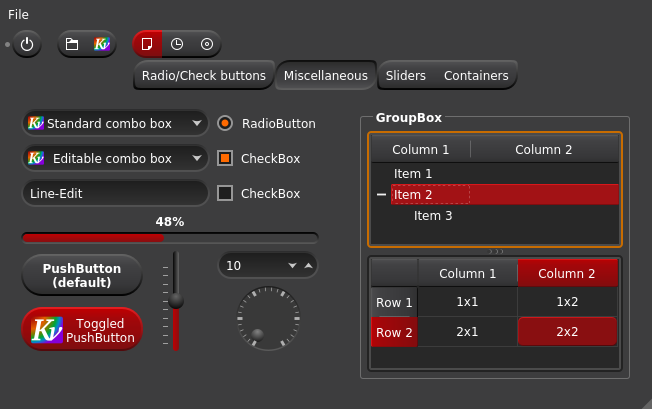 File
Radio/Check buttons
Miscellaneous
Sliders
Containers
Standard combo box
RadioButton
Editable combo box
CheckBox
Line-Edit
CheckBox
48%
PushButton
(default)
10
Toggled
PushButton
GroupBox
Column 1 Column 2
Item 1
Item 2
Item 3
Column 1 Column 2
Row 1 1x1 1x2
Row 2 2x1 2x2